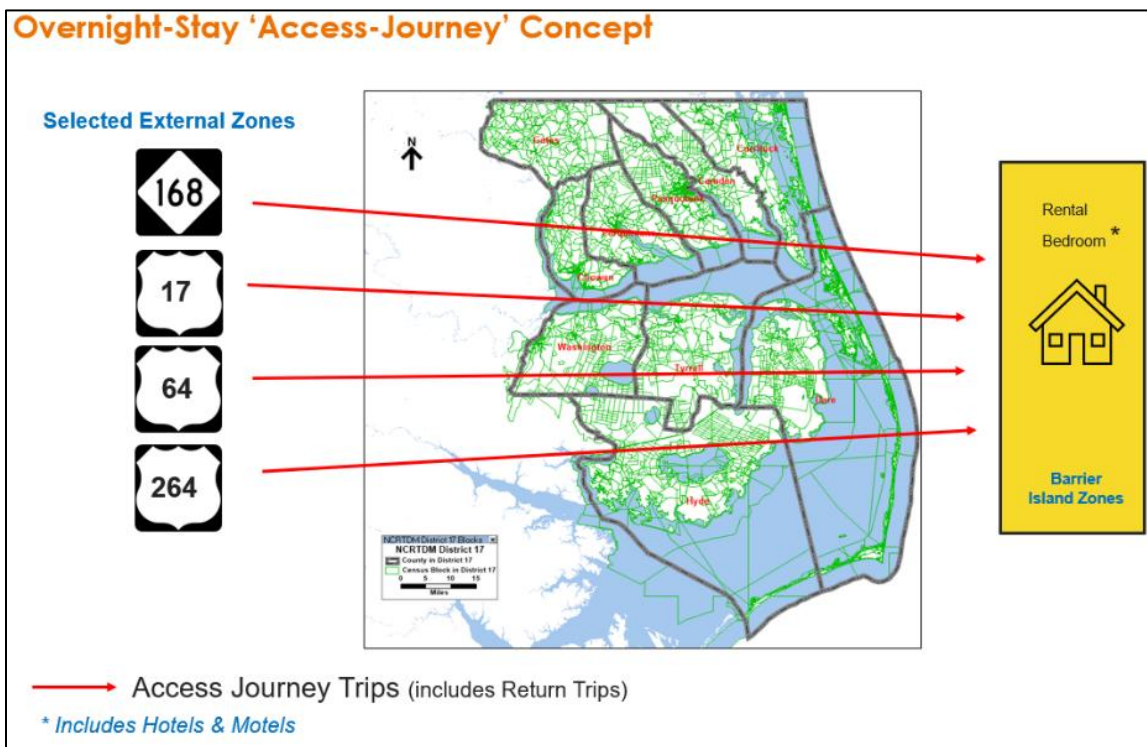 Overnight-Stay ‘Access-Journey’ Concept
Selected External Zones
168
17
64
264
N
Gates
Currituck
Camden
Pasquotank
Perquimans
Chowan
Washington
Tyrrell
Dare
Hyde
NCRTDM District 17 Blocks
NCRTDM District 17
County in District 17
Census Block in District 17
0 5 10 15
Miles
Rental
Bedroom *
Barrier
Island Zones
Access Journey Trips (includes Return Trips)
* Includes Hotels & Motels